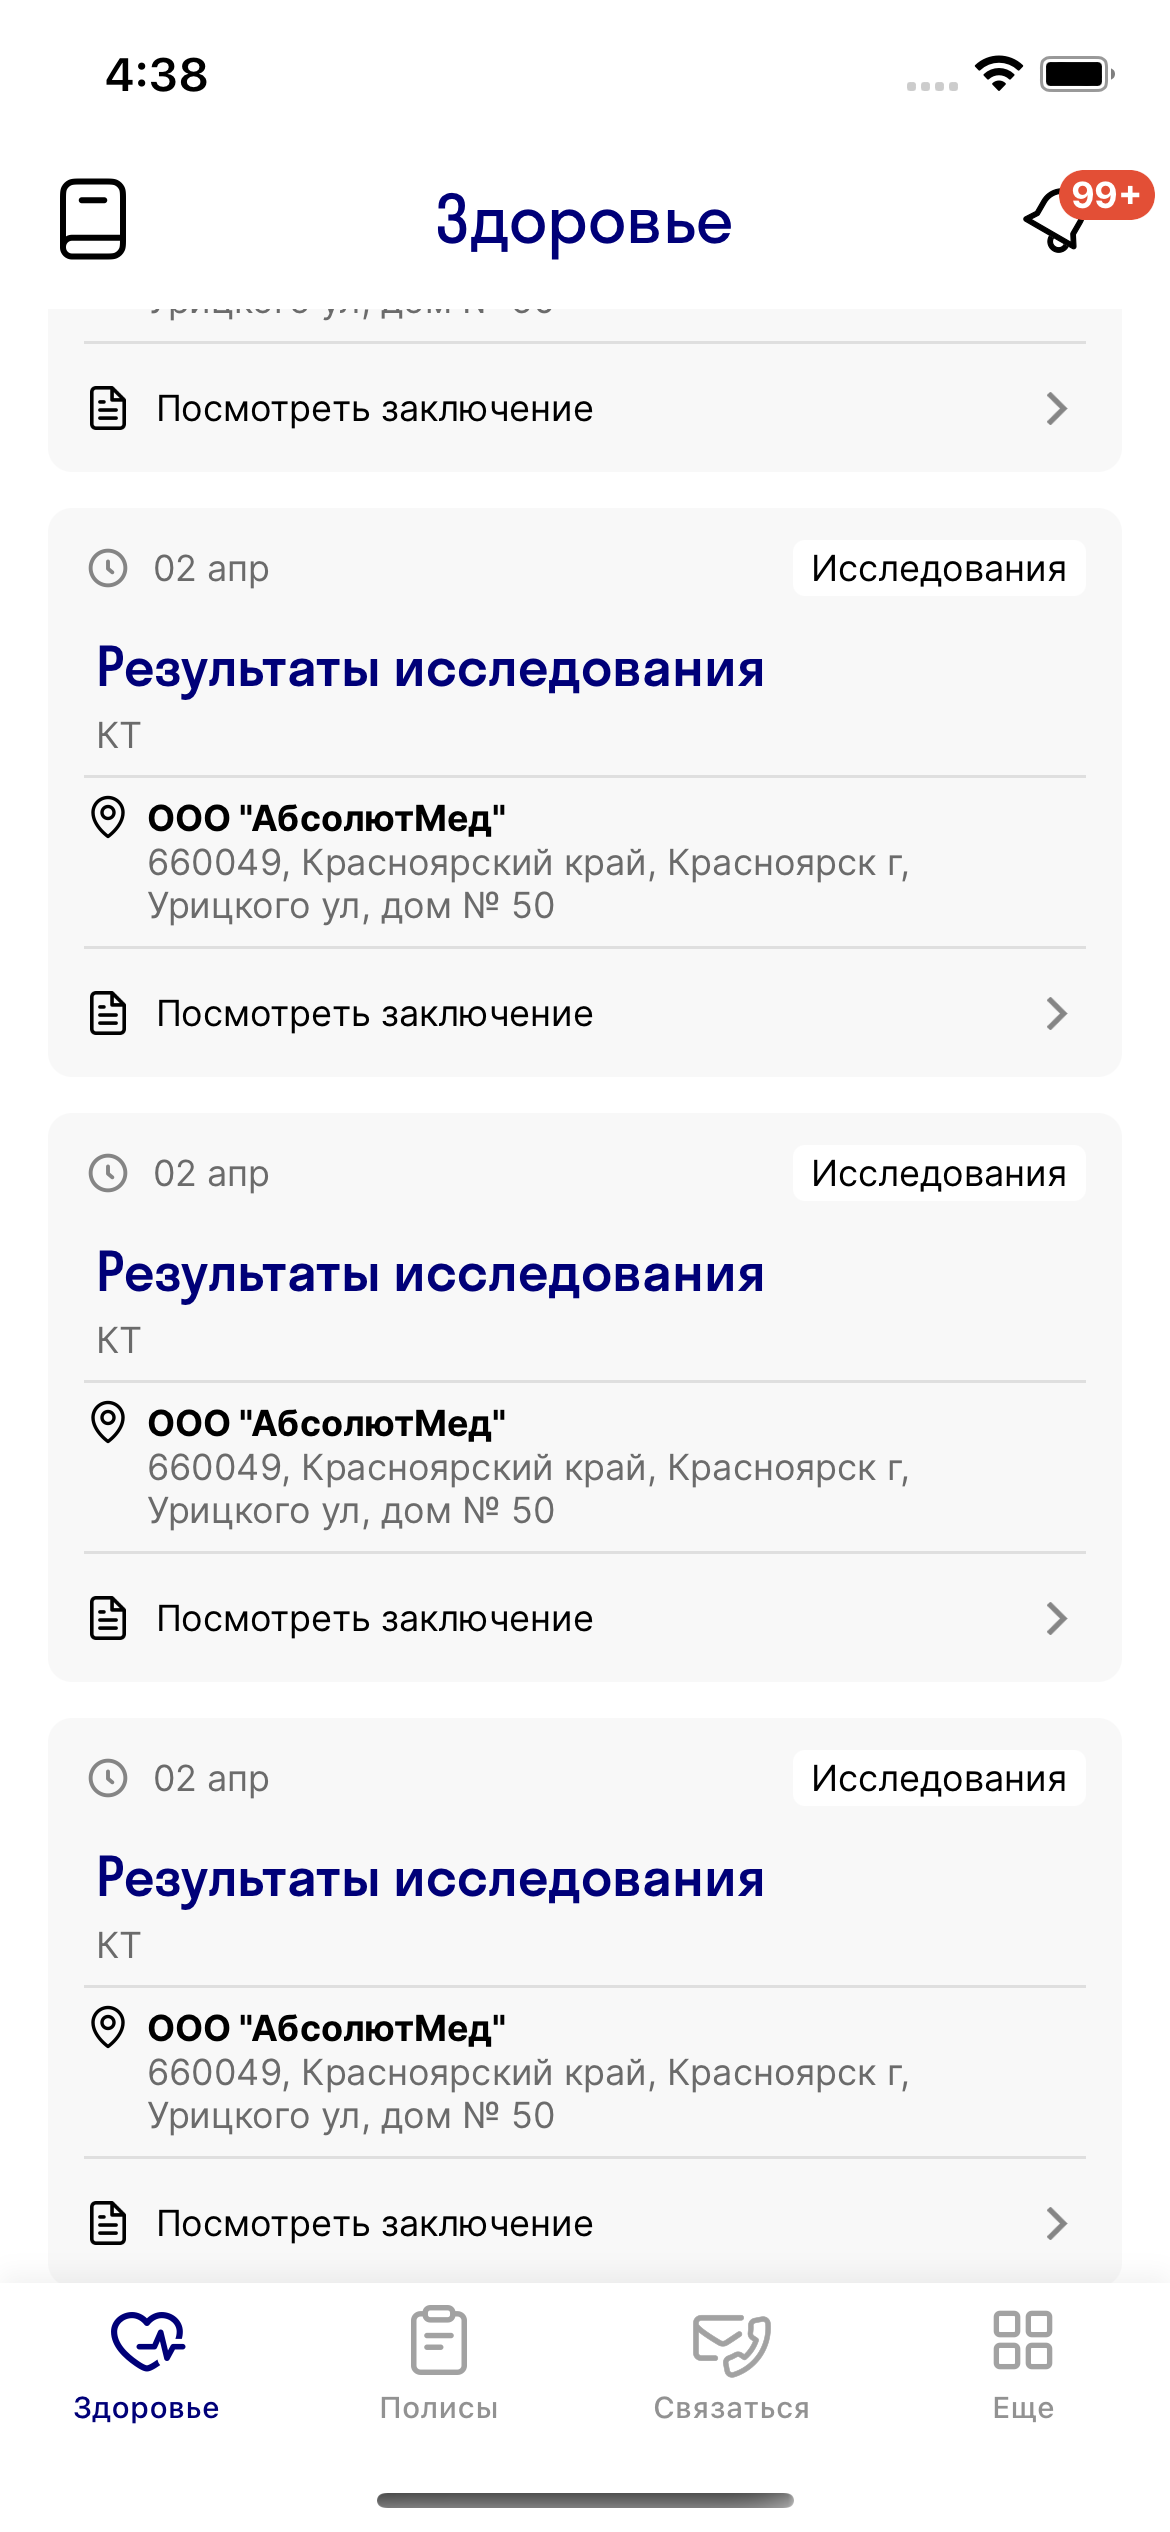 4:38
Здоровье
99+
Посмотреть заключение
02 апр
Исследования
Результаты исследования
КТ
ООО "АбсолютМед"
660049, Красноярский край, Красноярск г,
Урицкого ул, дом № 50
Посмотреть заключение
02 апр
Исследования
Результаты исследования
КТ
ООО "АбсолютМед"
660049, Красноярский край, Красноярск г,
Урицкого ул, дом № 50
Посмотреть заключение
02 апр
Исследования
Результаты исследования
КТ
ООО "АбсолютМед"
660049, Красноярский край, Красноярск г,
Урицкого ул, дом № 50
Посмотреть заключение
Здоровье
Полисы
Связаться
Еще